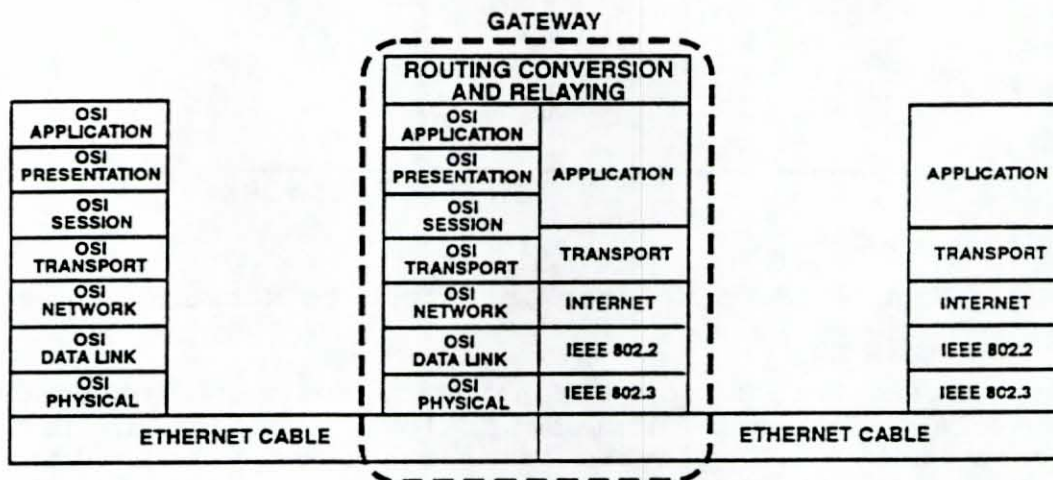 GATEWAY
ROUTING CONVERSION
AND RELAYING
OSI
APPLICATION
OSI
PRESENTATION
OSI
SESSION
OSI
TRANSPORT
OSI
NETWORK
OSI
DATA LINK
OSI
PHYSICAL
OSI
APPLICATION
OSI
PRESENTATION
OSI
SESSION
OSI
TRANSPORT
OSI
NETWORK
OSI
DATA LINK
OSI
PHYSICAL
APPLICATION
TRANSPORT
INTERNET
IEEE 802.2
IEEE 802.3
APPLICATION
TRANSPORT
INTERNET
IEEE 802.2
IEEE 802.3
ETHERNET CABLE
ETHERNET CABLE